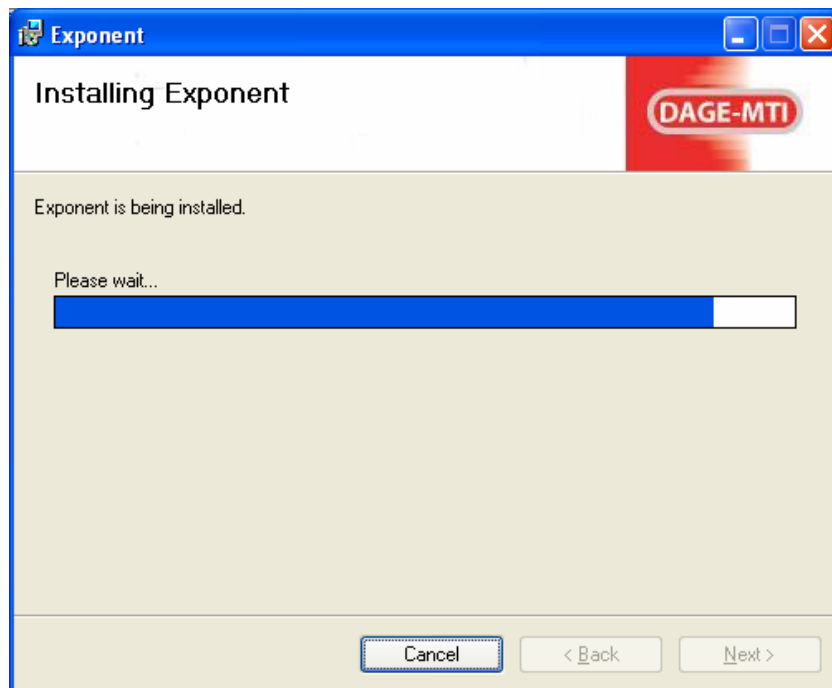 Exponent
Installing Exponent
DAGE-MTI
Exponent is being installed.
Please wait...
Cancel
< Back
Next >